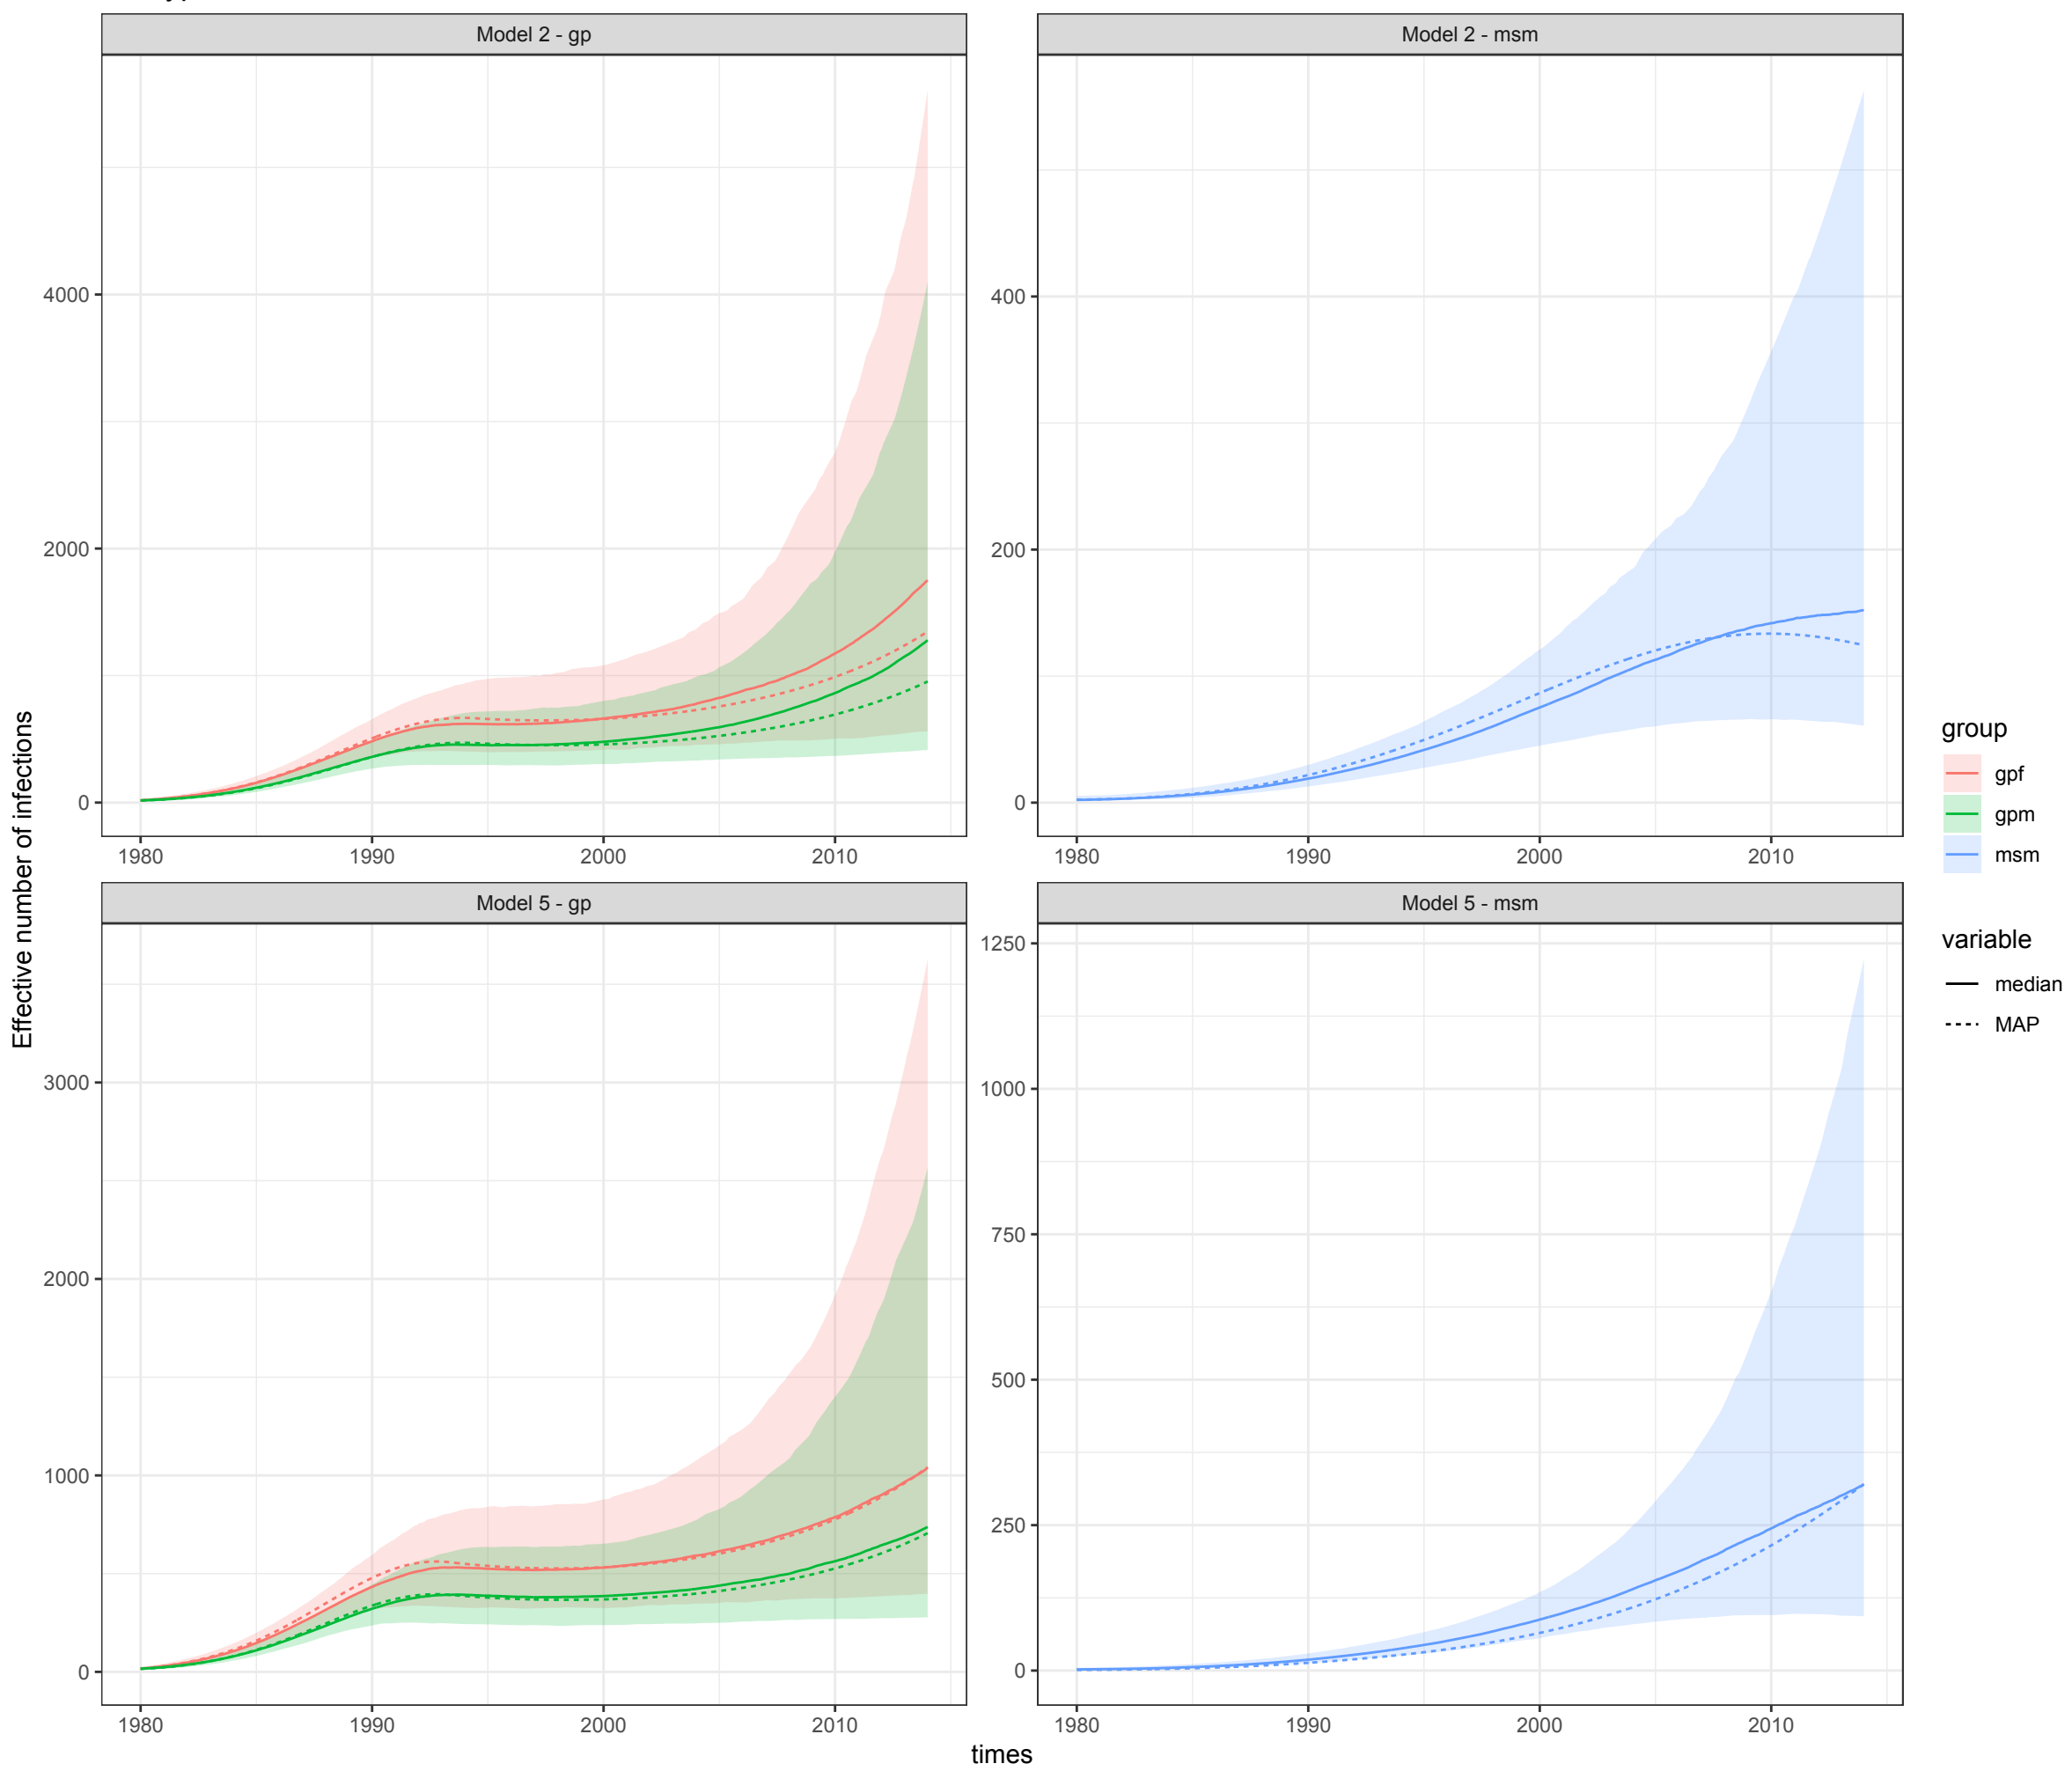 Model 2 - gp
Model 2 - msm
4000
2000
0
400
200
0
1980 1990 2000 2010
1980 1990 2000 2010
Effective number of infections
Model 5 - gp
Model 5 - msm
3000
2000
1000
0
1250
1000
750
500
250
0
1980 1990 2000 2010
1980 1990 2000 2010
times
group
gpf
gpm
msm
variable
median
MAP